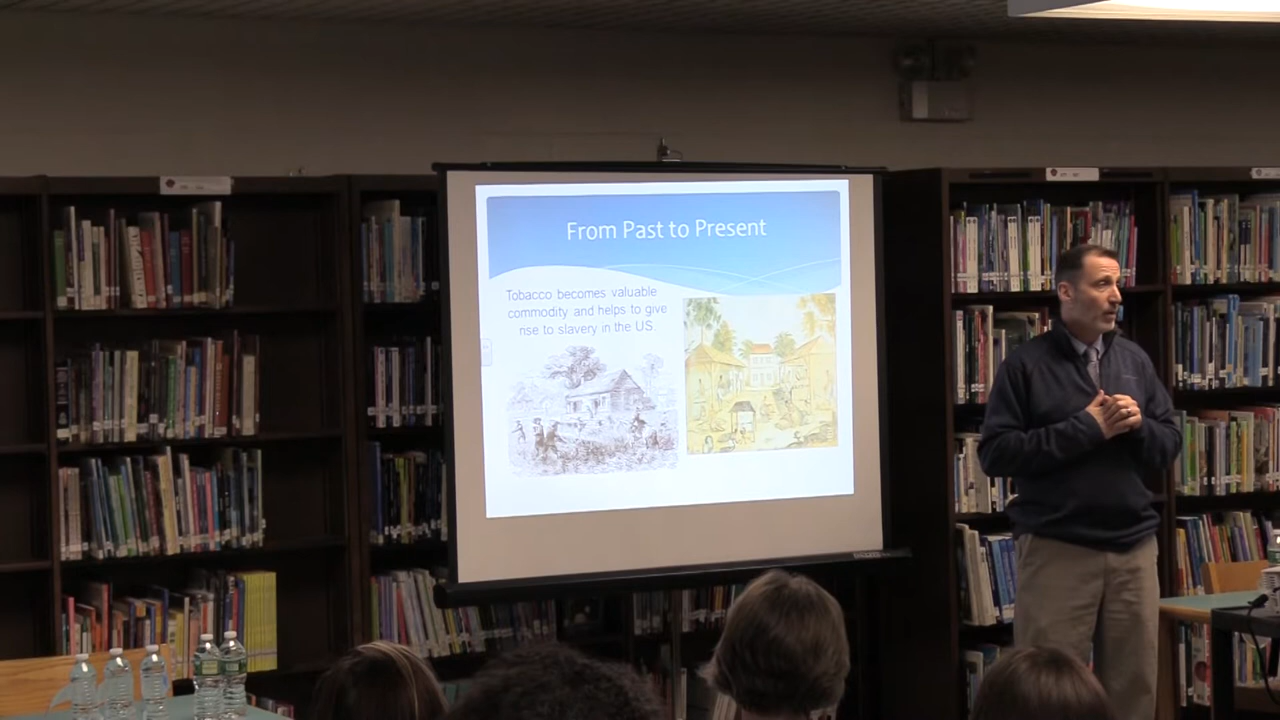 From Past to Present
Tobacco becomes valuable
commodity and helps to give
rise to slavery in the US.